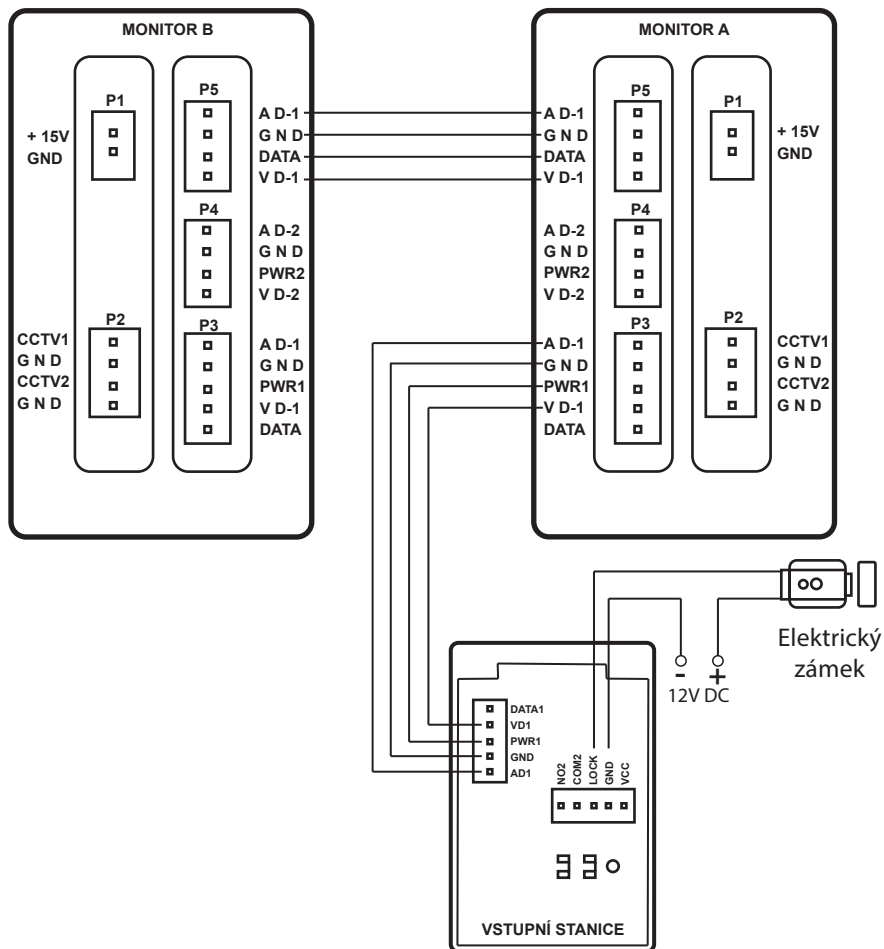 MONITOR B
P1
+ 15V
GND
P5
A D-1
G N D
DATA
V D-1
P4
A D-2
G N D
PWR2
V D-2
P2
CCTV1
G N D
CCTV2
G N D
P3
A D-1
G N D
PWR1
V D-1
DATA
MONITOR A
A D-1
G N D
DATA
V D-1
P5
P1
+ 15V
GND
A D-2
G N D
PWR2
V D-2
P4
A D-1
G N D
PWR1
V D-1
DATA
P3
P2
CCTV1
G N D
CCTV2
G N D
Elektrický
zámek
- +
12V DC
DATA1
VD1
PWR1
GND
AD1
NO2
COM2
LOCK
GND
VCC
VSTUPNÍ STANICE